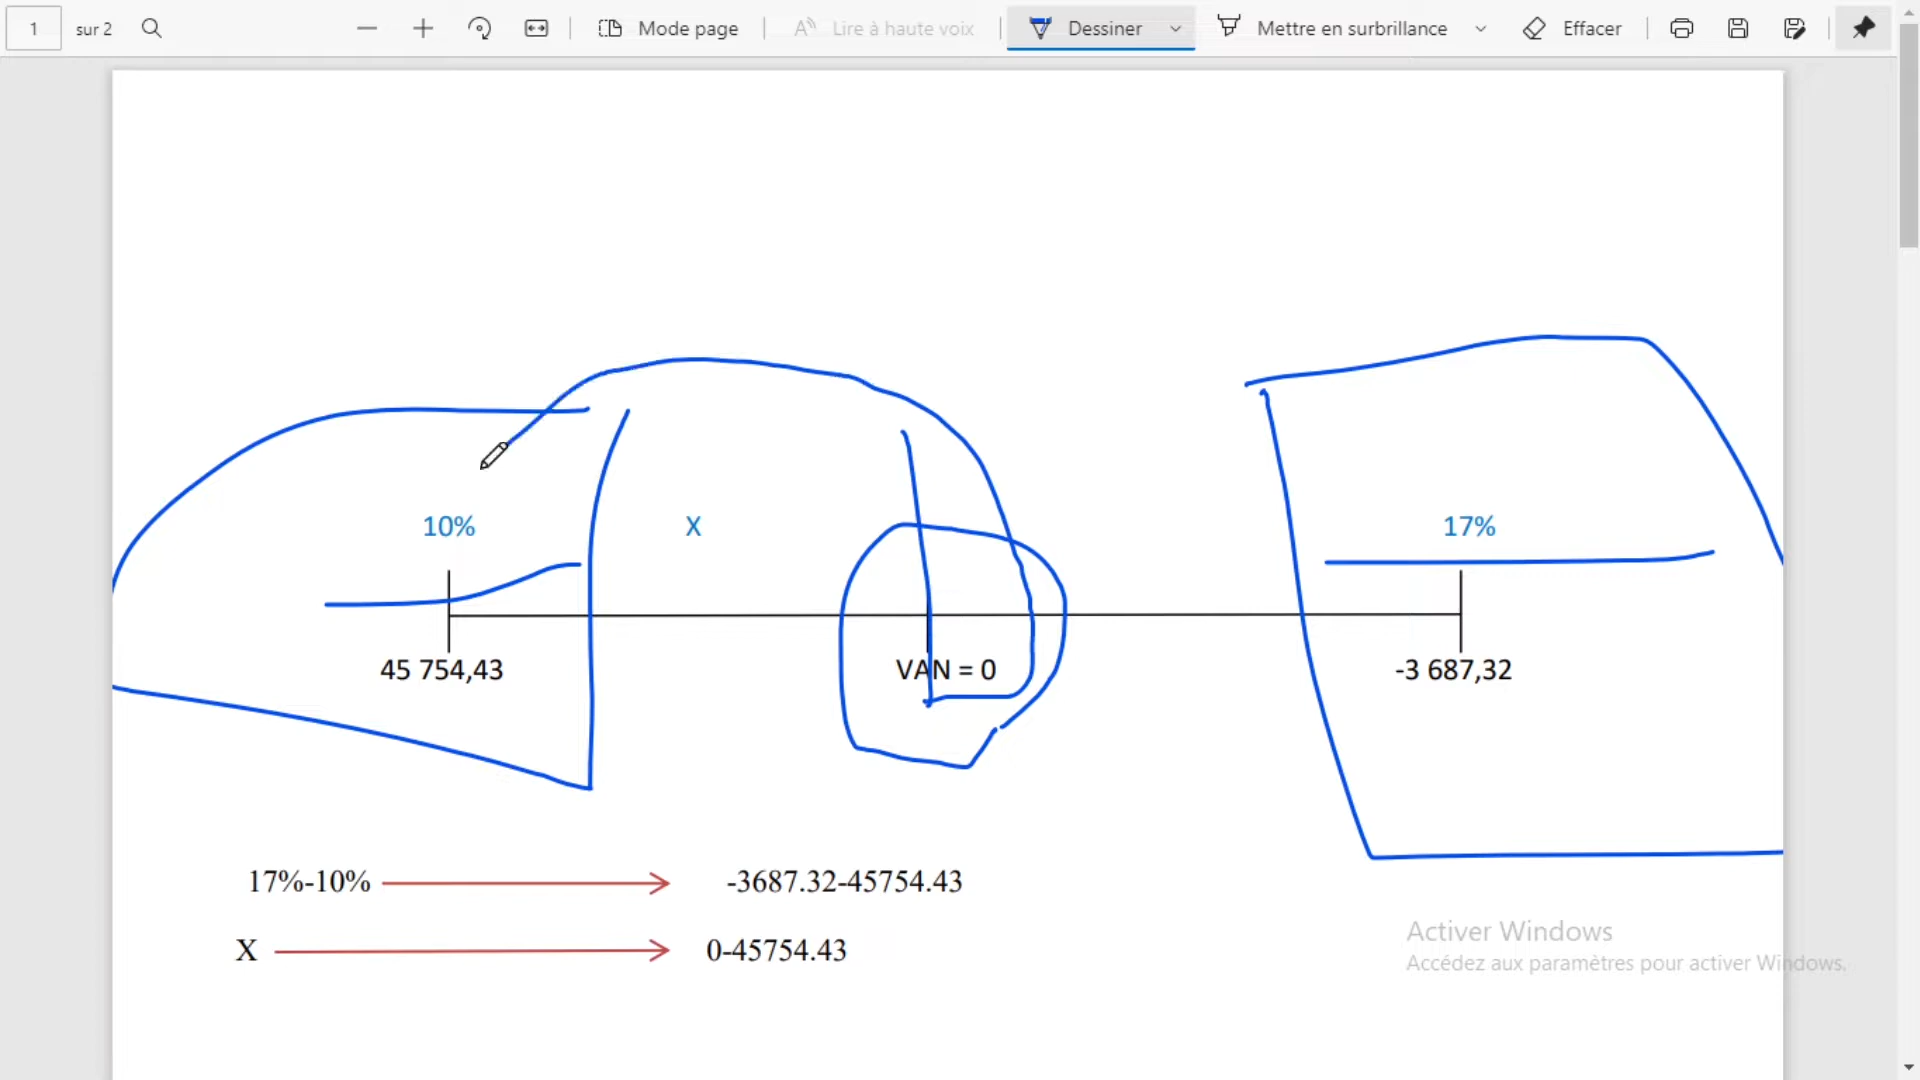 1 sur 2 Mode page Lire à haute voix Dessiner Mettre en surbrillance Effacer
10% X 17%
45 754,43 VAN = 0 -3 687,32
17%-10% -3687.32-45754.43
X 0-45754.43
Activer Windows
Accédez aux paramètres pour activer Windows.